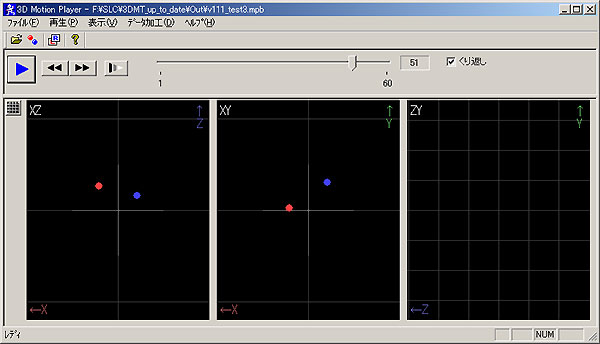 3D Motion Player - F:¥SLC¥3DMT_up_to_date¥Out¥v111_test3.mpb
ﾌｧｲﾙ(F) 再生(P) 表示(V) ﾃﾞｰﾀ加工(D) ﾍﾙﾌﾟ(H)
51
くり返し
1
60
XZ
↑
Z
←X
XY
↑
Y
←X
ZY
↑
Y
←Z
ﾚﾃﾞｨ
NUM